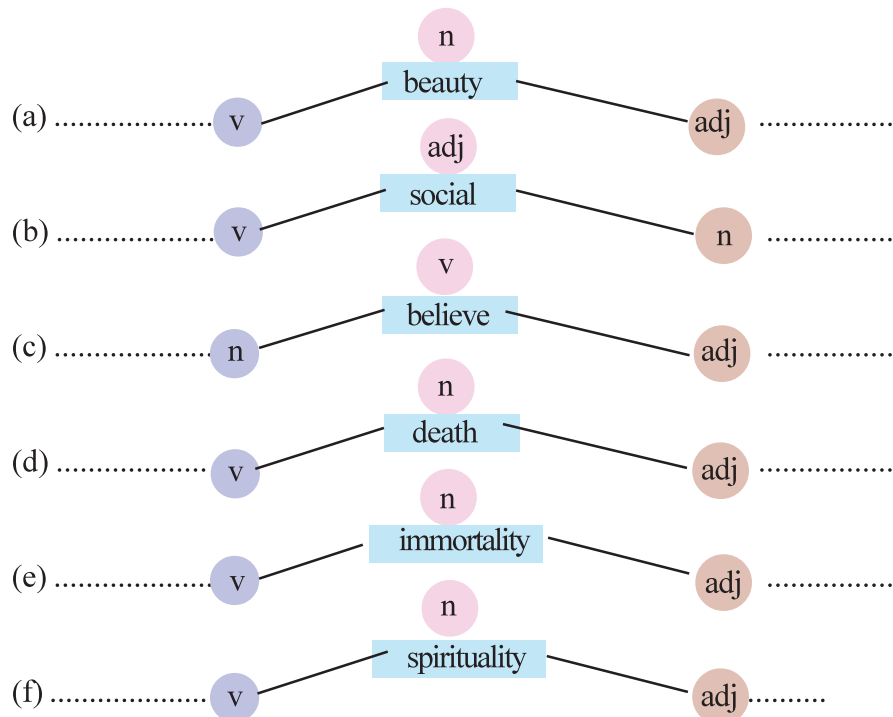 n
beauty
(a) ..................... v adj .................
adj
social
(b) ..................... v n ................
v
believe
(c) ..................... n adj ................
n
death
(d) .................... v adj .................
n
immortality
(e) ..................... v adj ................
n
spirituality
(f) ..................... v adj ..........